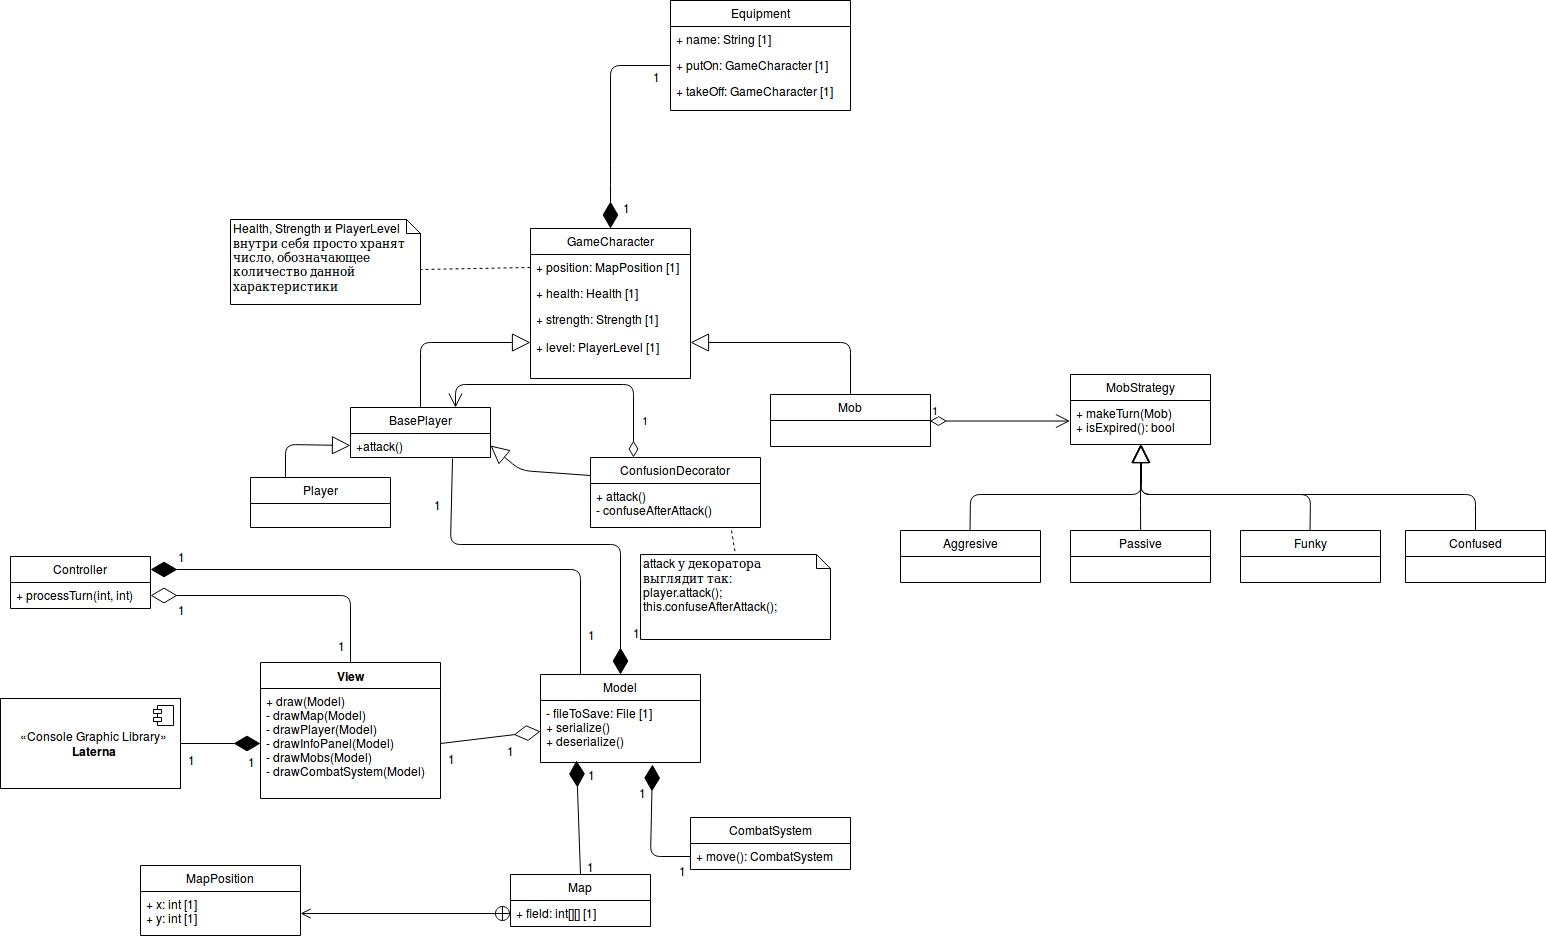 Equipment
+ name: String [1]
+ putOn: GameCharacter [1]
+ takeOff: GameCharacter [1]
1
1
Health, Strength и PlayerLevel
внутри себя просто хранят
число, обозначающее
количество данной
характеристики
GameCharacter
+ position: MapPosition [1]
+ health: Health [1]
+ strength: Strength [1]
+ level: PlayerLevel [1]
BasePlayer
+attack()
1
Mob
1
MobStrategy
+ makeTurn(Mob)
+ isExpired(): bool
Player
ConfusionDecorator
+ attack()
- confuseAfterAttack()
1
Aggresive
Passive
Funky
Confused
attack у декоратора
выглядит так:
player.attack();
this.confuseAfterAttack();
Controller
+ processTurn(int, int)
1
1
1
1
1
View
+ draw(Model)
- drawMap(Model)
- drawPlayer(Model)
- drawInfoPanel(Model)
- drawMobs(Model)
- drawCombatSystem(Model)
Model
- fileToSave: File [1]
+ serialize()
+ deserialize()
«Console Graphic Library»
Laterna
1
1
1
1
1
1
CombatSystem
+ move(): CombatSystem
1
1
Map
+ field: int[][] [1]
MapPosition
+ x: int [1]
+ y: int [1]